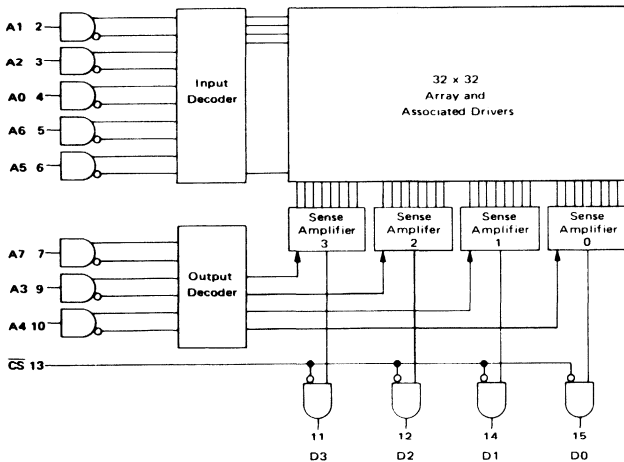 A1 2
A2 3
A0 4
A6 5
A5 6
Input
Decoder
32 x 32
Array and
Associated Drivers
Sense
Amplifier
3
Sense
Amplifer
2
Sense
Amplifier
1
Sense
Amplifier
0
A7 7
A3 9
A4 10
Output
Decoder
CS 13
11
12
14
15
D3
D2
D1
D0